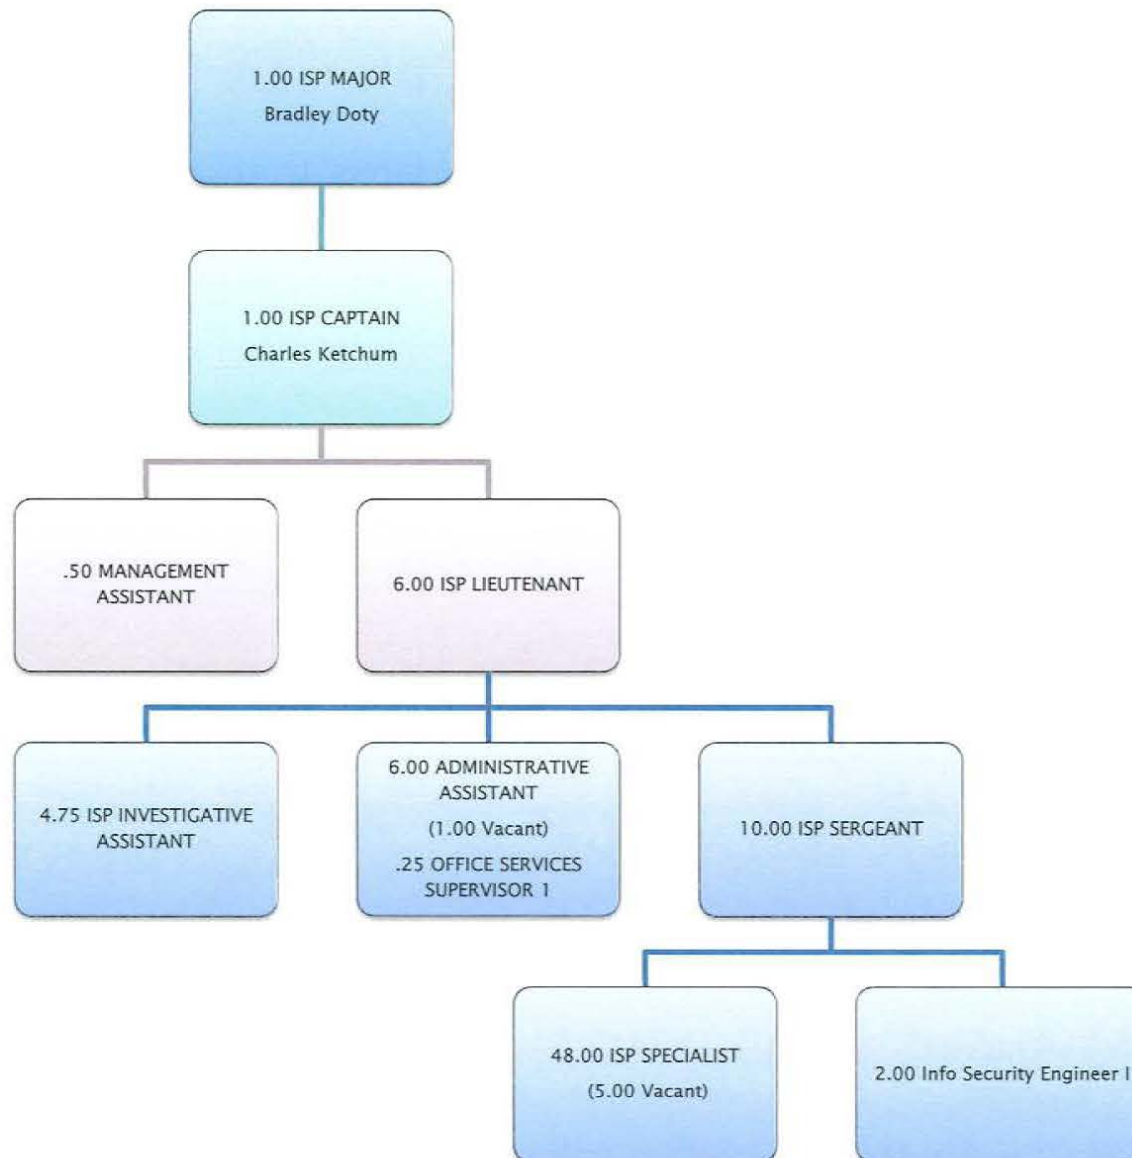 1.00 ISP MAJOR
Bradley Doty
1.00 ISP CAPTAIN
Charles Ketchum
.50 MANAGEMENT
ASSISTANT
6.00 ISP LIEUTENANT
4.75 ISP INVESTIGATIVE
ASSISTANT
6.00 ADMINISTRATIVE
ASSISTANT
(1.00 Vacant)
.25 OFFICE SERVICES
SUPERVISOR 1
10.00 ISP SERGEANT
48.00 ISP SPECIALIST
(5.00 Vacant)
2.00 Info Security Engineer I